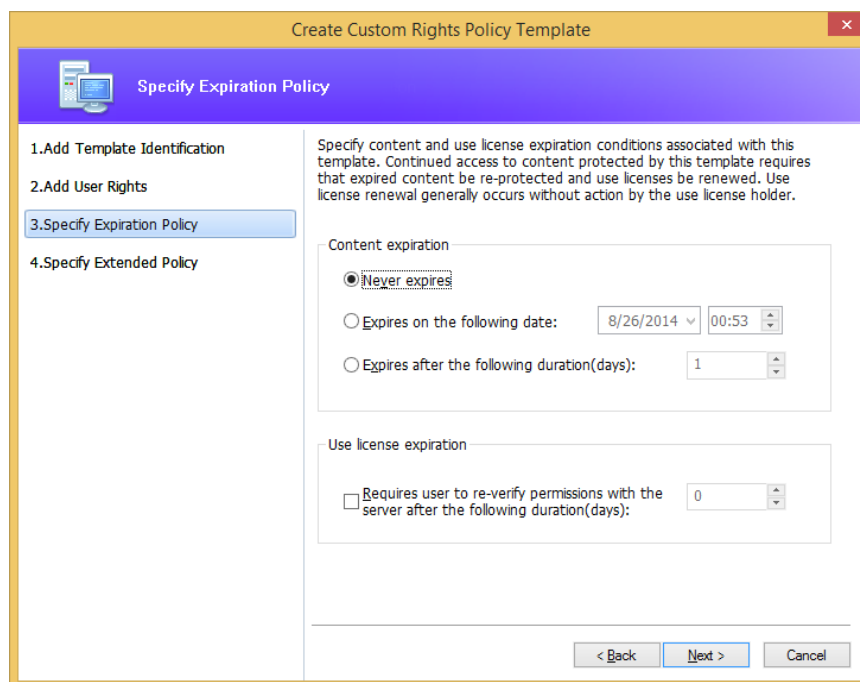 Create Custom Rights Policy Template
Specify Expiration Policy
1.Add Template Identification
2.Add User Rights
3.Specify Expiration Policy
4.Specify Extended Policy
Specify content and use license expiration conditions associated with this
template. Continued access to content protected by this template requires
that expired content be re-protected and use licenses be renewed. Use
license renewal generally occurs without action by the use license holder.
Content expiration
Never expires
Expires on the following date: 8/26/2014 00:53
Expires after the following duration(days): 1
Use license expiration
Requires user to re-verify permissions with the 0
server after the following duration(days):
< Back Next > Cancel